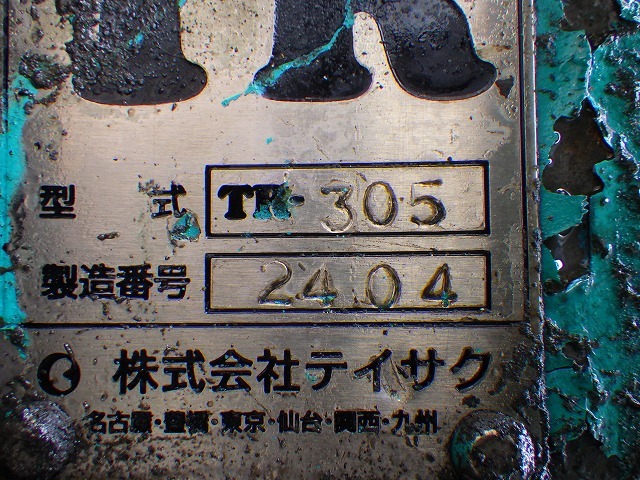 型式 TR-305
製造番号 2404
株式会社テイサク
名古屋・豊橋・東京・仙台・関西・九州